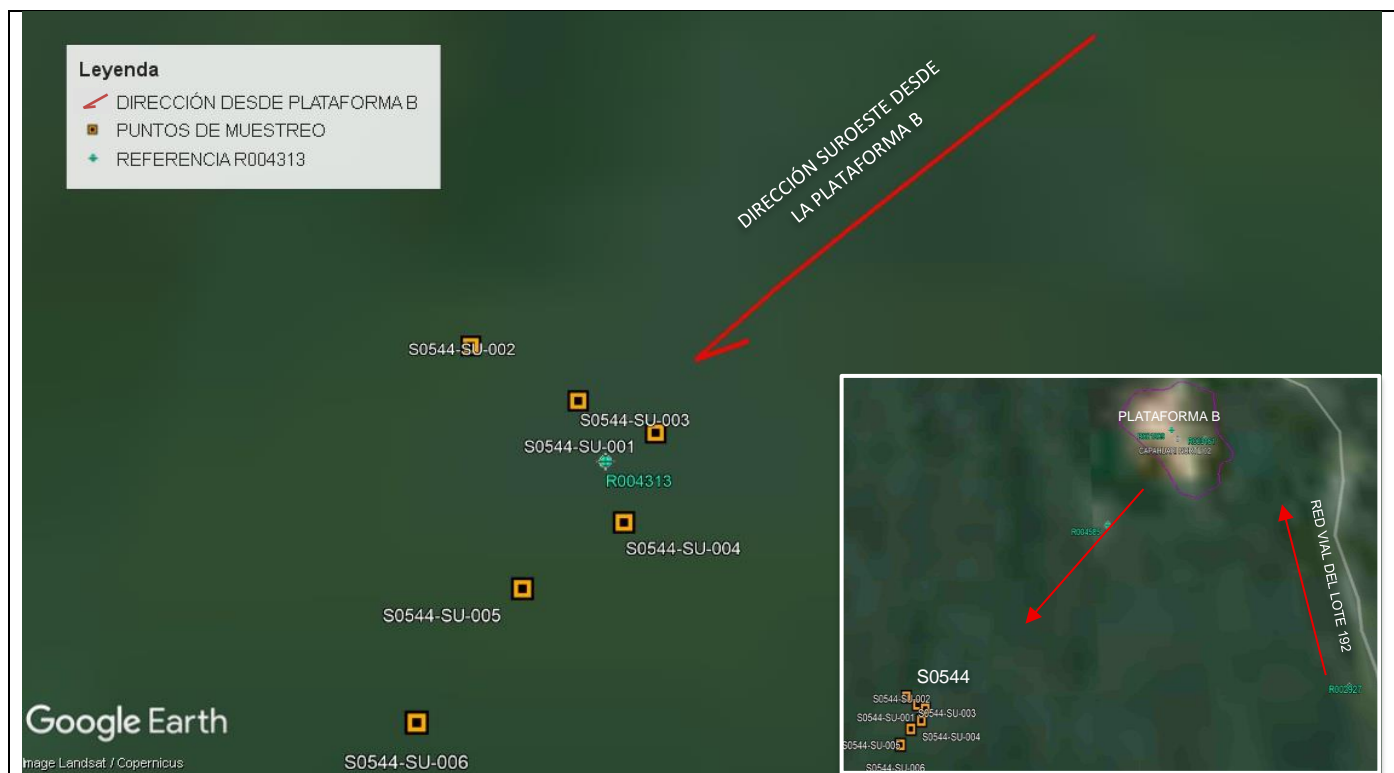 Leyenda
DIRECCIÓN DESDE PLATAFORMA B
PUNTOS DE MUESTREO
REFERENCIA R004313
DIRECCIÓN SUROESTE DESDE
LA PLATAFORMA B
S0544-SU-002
S0544-SU-003
S0544-SU-001
R004313
S0544-SU-004
S0544-SU-005
S0544-SU-006
Google Earth
Image Landsat / Copernicus
PLATAFORMA B
RED VIAL DEL LOTE 192
S0544
S0544-SU-002
S0544-SU-003
S0544-SU-001
S0544-SU-004
S0544-SU-005
S0544-SU-006